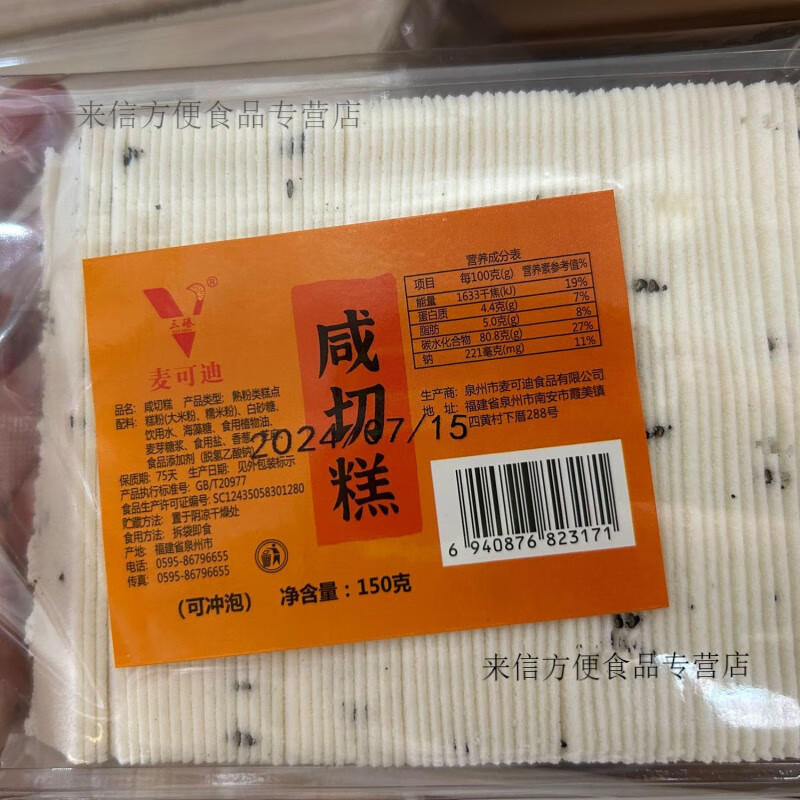 来信方便食品专营店
®
三臻
麦可迪
咸切糕
品名: 咸切糕 产品类型: 熟粉类糕点
配料: 糕粉(大米粉、糯米粉)、白砂糖、
饮用水、海藻糖、食用植物油、
麦芽糖浆、食用盐、香葱、
食品添加剂 (脱氢乙酸钠)
保质期: 75天 生产日期: 见外包装标示
产品执行标准号: GB/T20977
食品生产许可证编号: SC12435058301280
贮藏方法: 置于阴凉干燥处
食用方法: 拆袋即食
产地: 福建省泉州市
电话: 0595-86796655
传真: 0595-86796655
(可冲泡) 净含量：150克
2024/07/15
营养成分表
项目 每100克(g) 营养素参考值%
能量 1633千焦(kJ) 19%
蛋白质 4.4克(g) 7%
脂肪 5.0克(g) 8%
碳水化合物 80.8克(g) 27%
钠 221毫克(mg) 11%
生产商: 泉州市麦可迪食品有限公司
地 址: 福建省泉州市南安市霞美镇
四黄村下厝288号
6 940876 823171
来信方便食品专营店